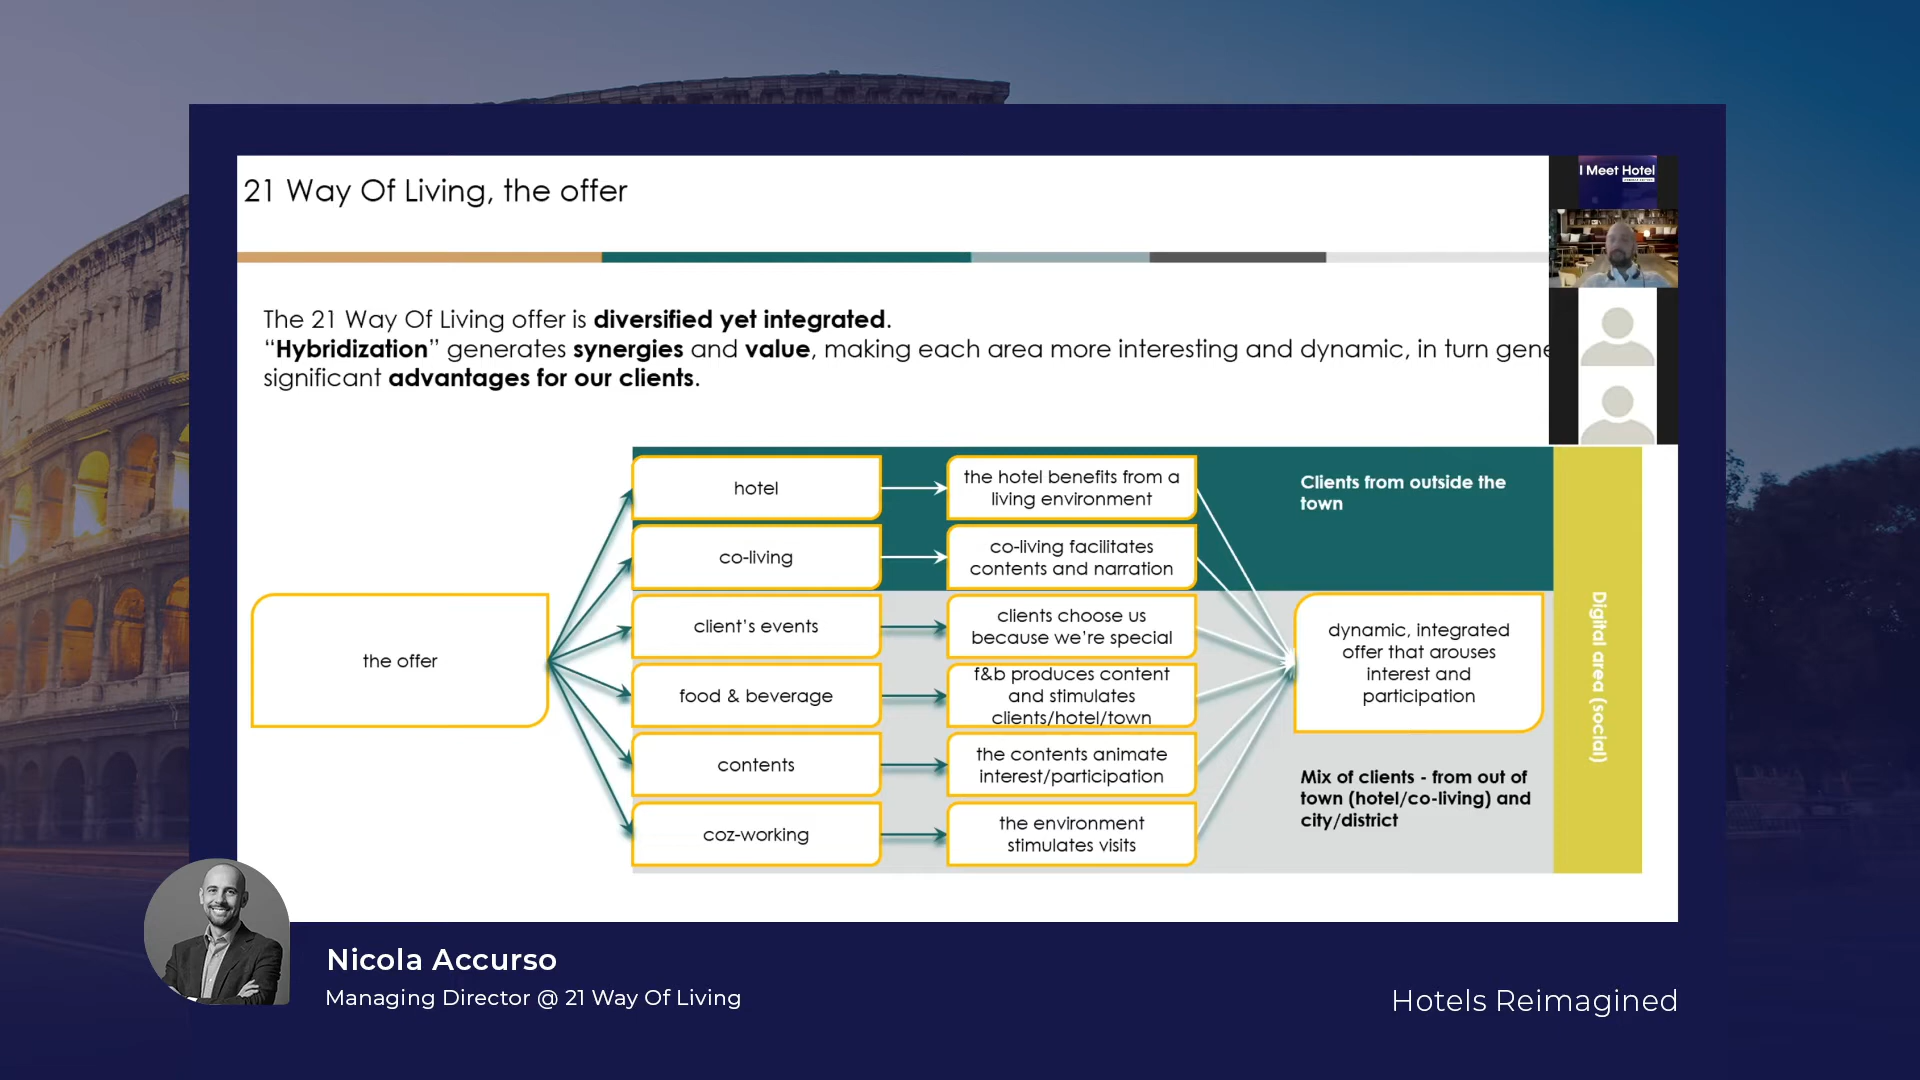 21 Way Of Living, the offer
I Meet Hotel
The 21 Way Of Living offer is diversified yet integrated.
“Hybridization” generates synergies and value, making each area more interesting and dynamic, in turn gene
significant advantages for our clients.
the offer
hotel
co-living
client’s events
food & beverage
contents
coz-working
the hotel benefits from a
living environment
co-living facilitates
contents and narration
clients choose us
because we’re special
f&b produces content
and stimulates
clients/hotel/town
the contents animate
interest/participation
the environment
stimulates visits
Clients from outside the
town
dynamic, integrated
offer that arouses
interest and
participation
Mix of clients - from out of
town (hotel/co-living) and
city/district
Digital area (social)
Nicola Accurso
Managing Director @ 21 Way Of Living
Hotels Reimagined